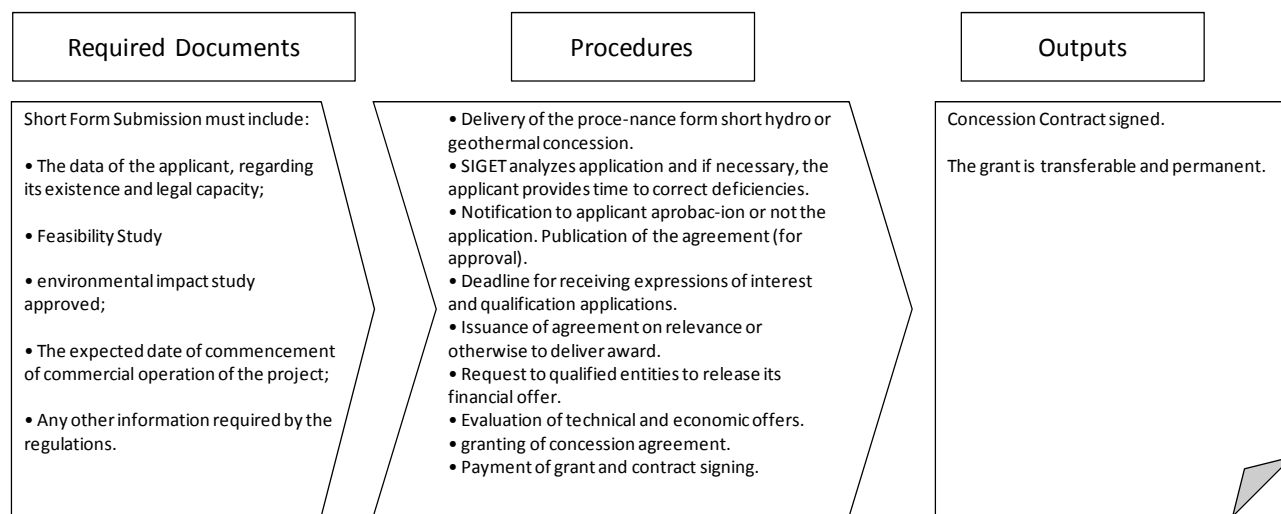 Required Documents
Procedures
Outputs
Short Form Submission must include:
• The data of the applicant, regarding
its existence and legal capacity;
• Feasibility Study
• environmental impact study
approved;
• The expected date of commencement
of commercial operation of the project;
• Any other information required by the
regulations.
• Delivery of the proce-nance form short hydro or
geothermal concession.
• SIGET analyzes application and if necessary, the
applicant provides time to correct deficiencies.
• Notification to applicant aprobac-ion or not the
application. Publication of the agreement (for
approval).
• Deadline for receiving expressions of interest
and qualification applications.
• Issuance of agreement on relevance or
otherwise to deliver award.
• Request to qualified entities to release its
financial offer.
• Evaluation of technical and economic offers.
• granting of concession agreement.
• Payment of grant and contract signing.
Concession Contract signed.
The grant is transferable and permanent.